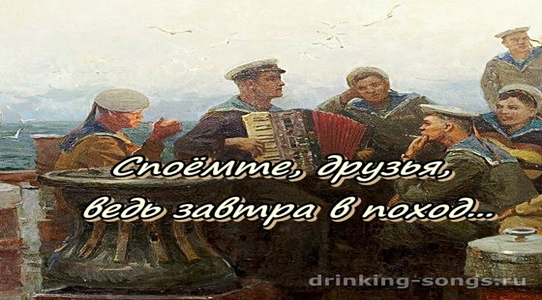 Споёмте, друзья,
ведь завтра в поход...
drinking-songs.ru